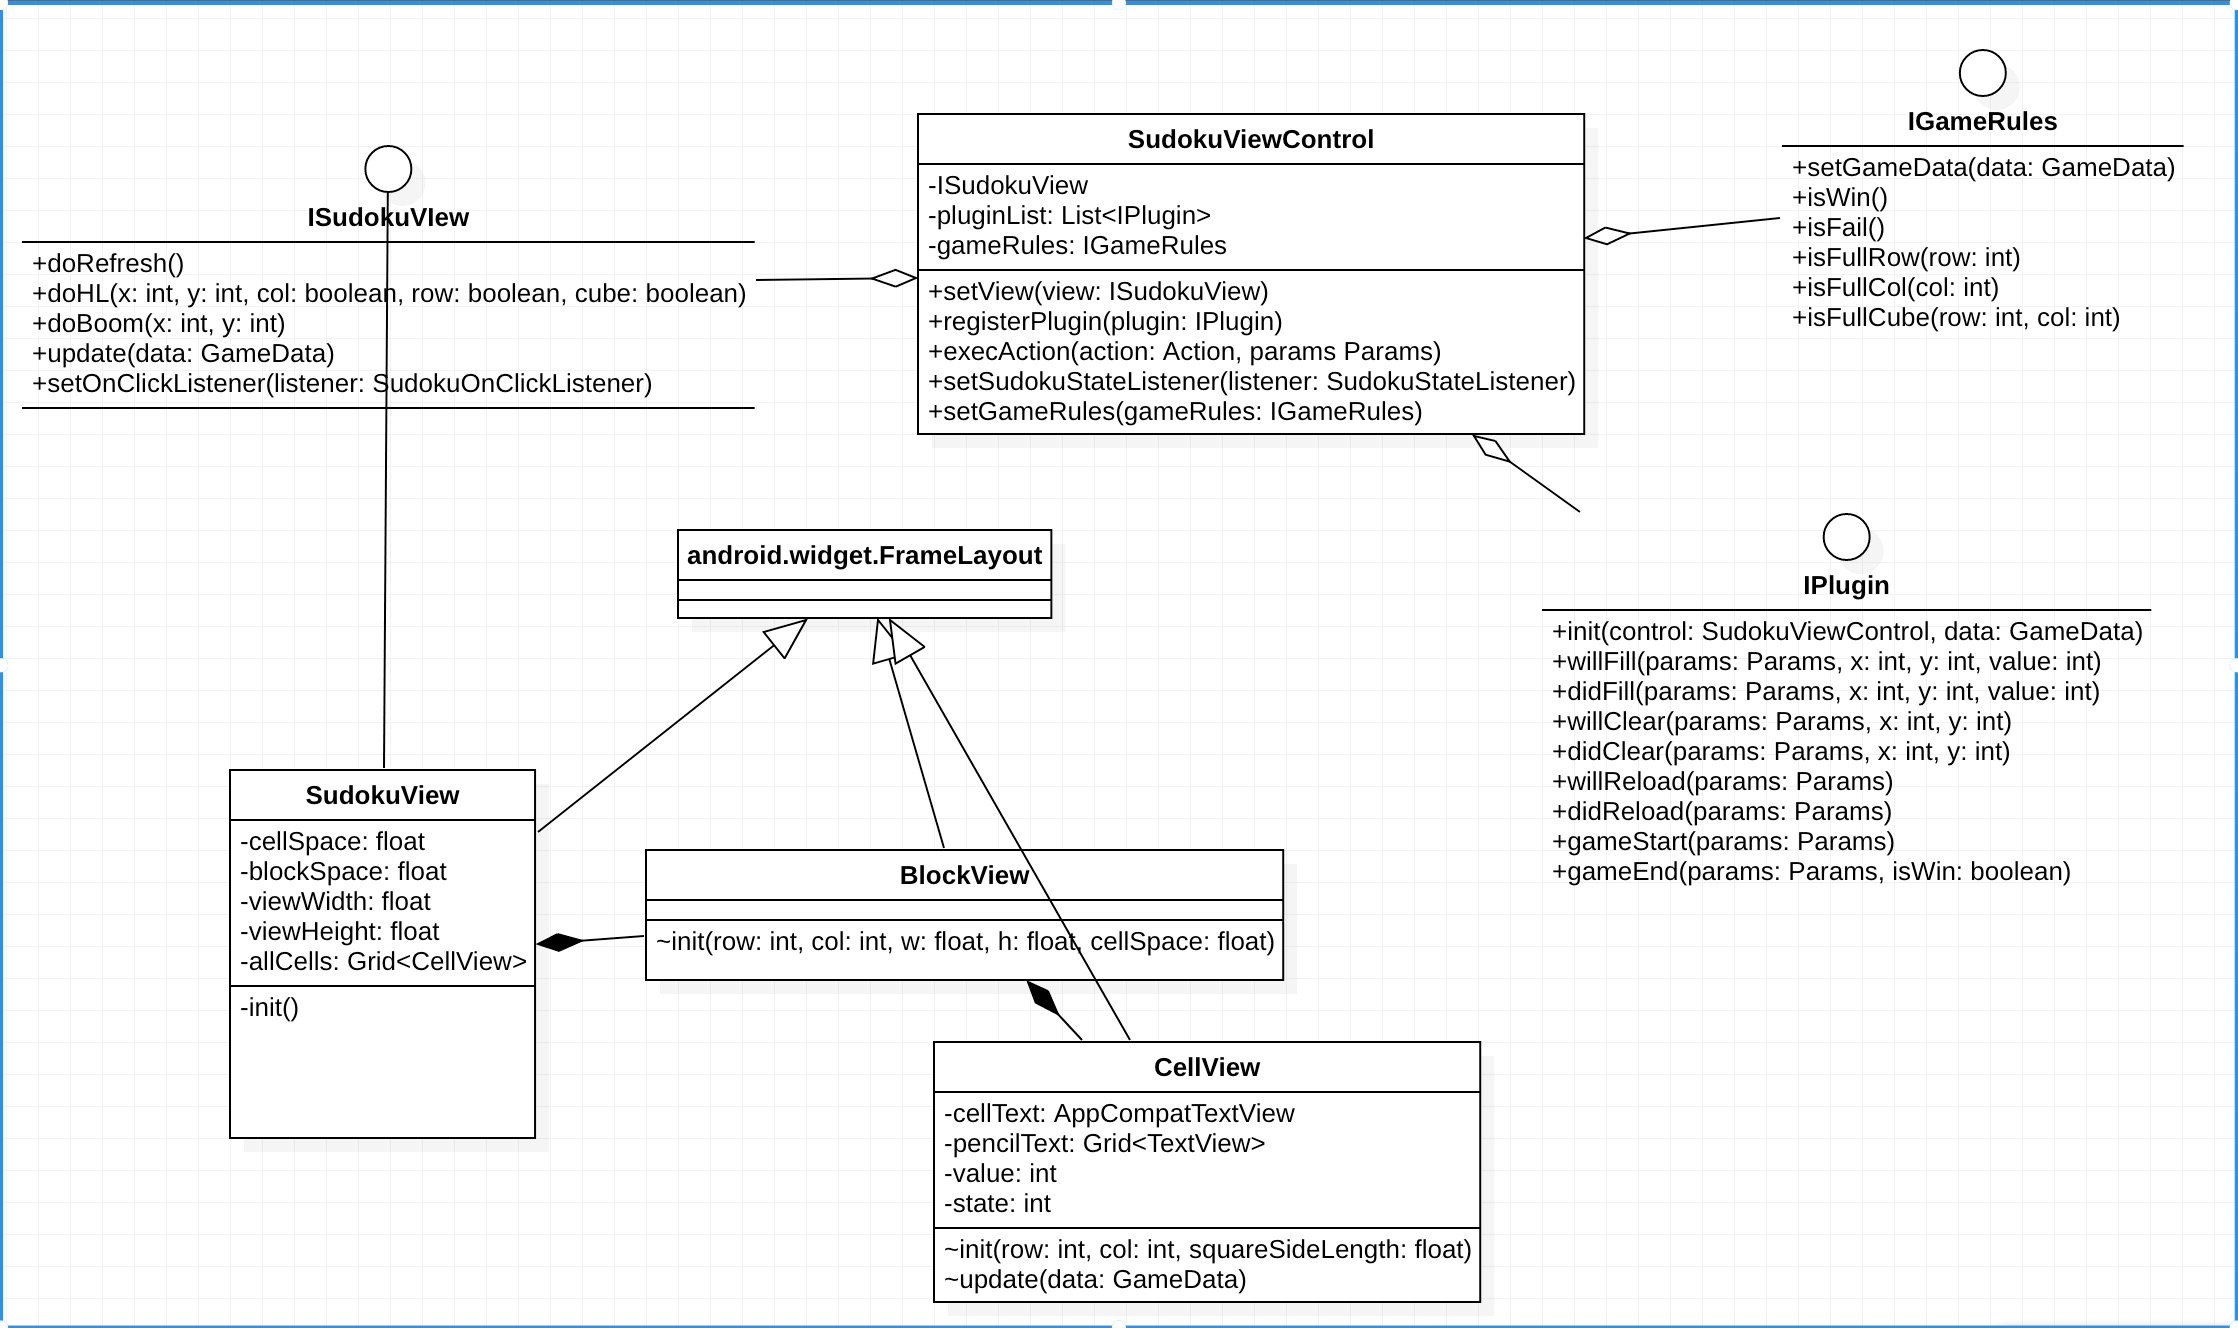 ISudokuVIew
+doRefresh()
+doHL(x: int, y: int, col: boolean, row: boolean, cube: boolean)
+doBoom(x: int, y: int)
+update(data: GameData)
+setOnClickListener(listener: SudokuOnClickListener)
SudokuViewControl
-ISudokuView
-pluginList: List<IPlugin>
-gameRules: IGameRules
+setView(view: ISudokuView)
+registerPlugin(plugin: IPlugin)
+execAction(action: Action, params Params)
+setSudokuStateListener(listener: SudokuStateListener)
+setGameRules(gameRules: IGameRules)
IGameRules
+setGameData(data: GameData)
+isWin()
+isFail()
+isFullRow(row: int)
+isFullCol(col: int)
+isFullCube(row: int, col: int)
android.widget.FrameLayout
IPlugin
+init(control: SudokuViewControl, data: GameData)
+willFill(params: Params, x: int, y: int, value: int)
+didFill(params: Params, x: int, y: int, value: int)
+willClear(params: Params, x: int, y: int)
+didClear(params: Params, x: int, y: int)
+willReload(params: Params)
+didReload(params: Params)
+gameStart(params: Params)
+gameEnd(params: Params, isWin: boolean)
SudokuView
-cellSpace: float
-blockSpace: float
-viewWidth: float
-viewHeight: float
-allCells: Grid<CellView>
-init()
BlockView
~init(row: int, col: int, w: float, h: float, cellSpace: float)
CellView
-cellText: AppCompatTextView
-pencilText: Grid<TextView>
-value: int
-state: int
~init(row: int, col: int, squareSideLength: float)
~update(data: GameData)